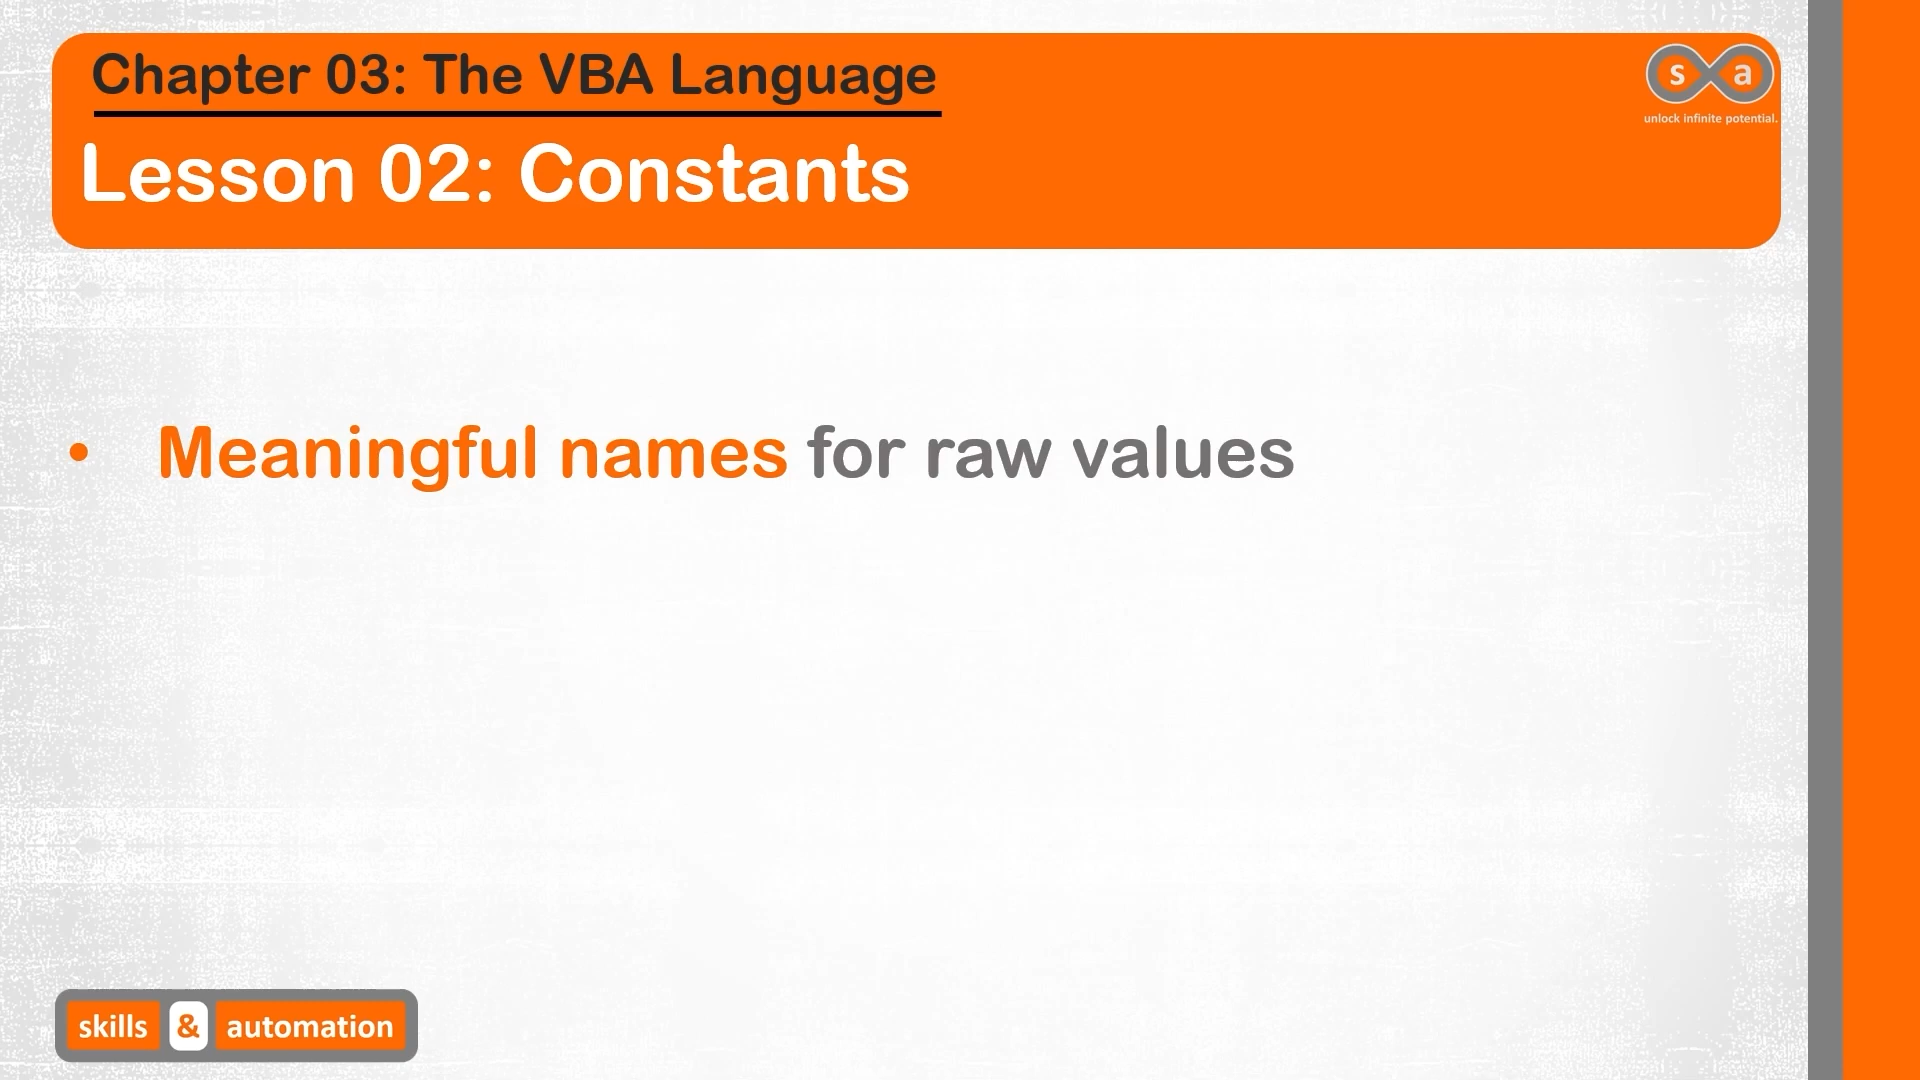 Chapter 03: The VBA Language
s a
unlock infinite potential.
Lesson 02: Constants
• Meaningful names for raw values
skills & automation